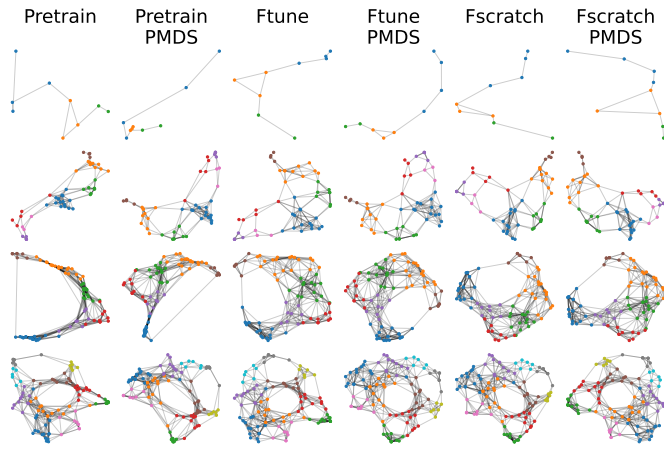 Pretrain
Pretrain
PMDS
Ftune
Ftune
PMDS
Fscratch
Fscratch
PMDS